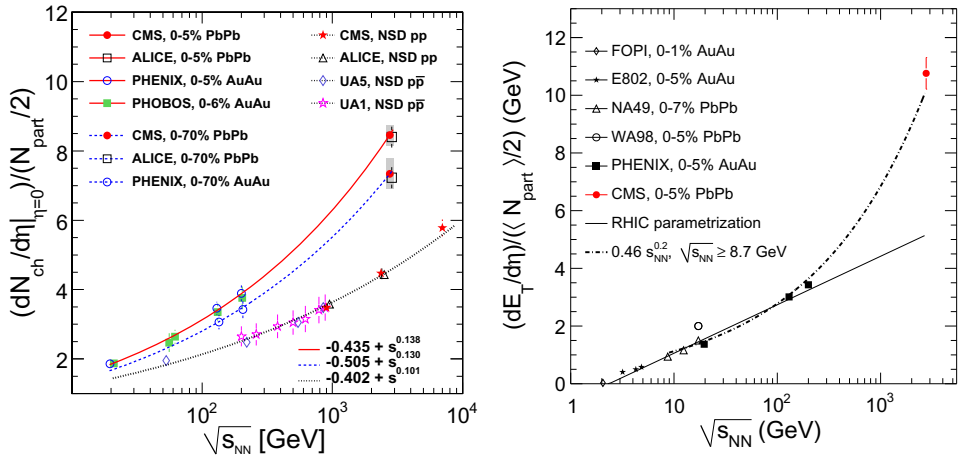 (dN_ch/dη|_η=0)/(N_part/2)
12
10
8
6
4
2
CMS, 0-5% PbPb
ALICE, 0-5% PbPb
PHENIX, 0-5% AuAu
PHOBOS, 0-6% AuAu
CMS, 0-70% PbPb
ALICE, 0-70% PbPb
PHENIX, 0-70% AuAu
CMS, NSD pp
ALICE, NSD pp
UA5, NSD pp̅
UA1, NSD pp̅
-0.435 + s^0.138
-0.505 + s^0.130
-0.402 + s^0.101
10^2 10^3 10^4
√s_NN [GeV]
(dE_T/dη)/(⟨ N_part ⟩/2) (GeV)
12
10
8
6
4
2
0
FOPI, 0-1% AuAu
E802, 0-5% AuAu
NA49, 0-7% PbPb
WA98, 0-5% PbPb
PHENIX, 0-5% AuAu
CMS, 0-5% PbPb
RHIC parametrization
0.46 s_NN^0.2, √s_NN ≥ 8.7 GeV
1 10 10^2 10^3
√s_NN (GeV)